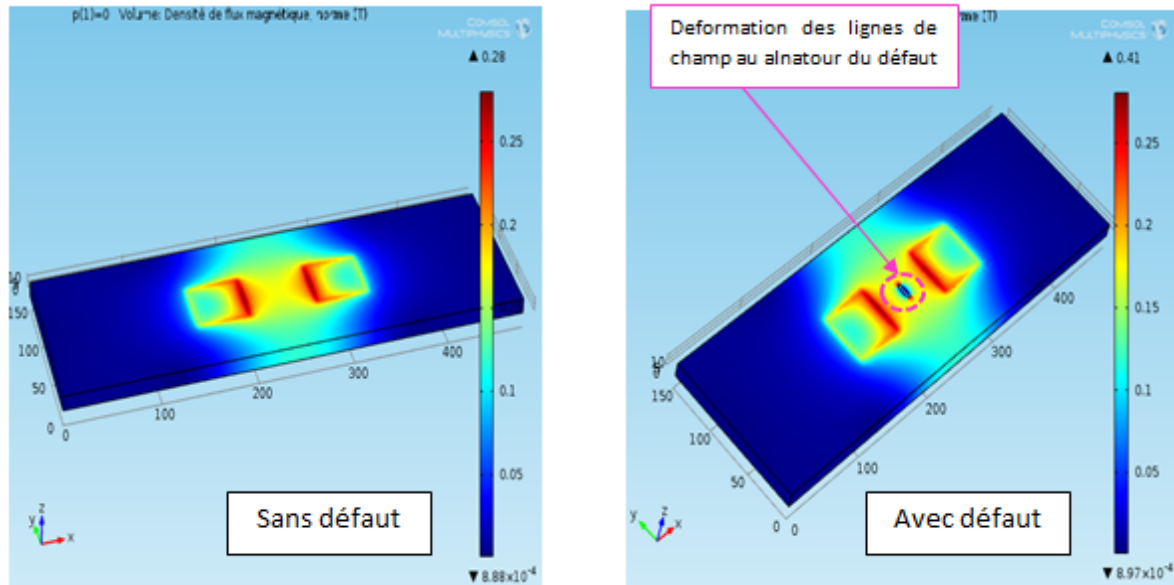 p(1)=0 Volume: Densité de flux magnétique, norme (T)
COMSOL
MULTIPHYSICS
▲ 0.28
0.25
0.2
0.15
0.1
0.05
▼ 8.88×10⁻⁴
10
150
100
50
0
0
100
200
300
400
y
z
x
Sans défaut
Deformation des lignes de
champ au alnatour du défaut
norme (T)
COMSOL
MULTIPHYSICS
▲ 0.41
0.25
0.2
0.15
0.1
0.05
▼ 8.97×10⁻⁴
10
150
100
50
0
0
100
200
300
400
y
z
x
Avec défaut